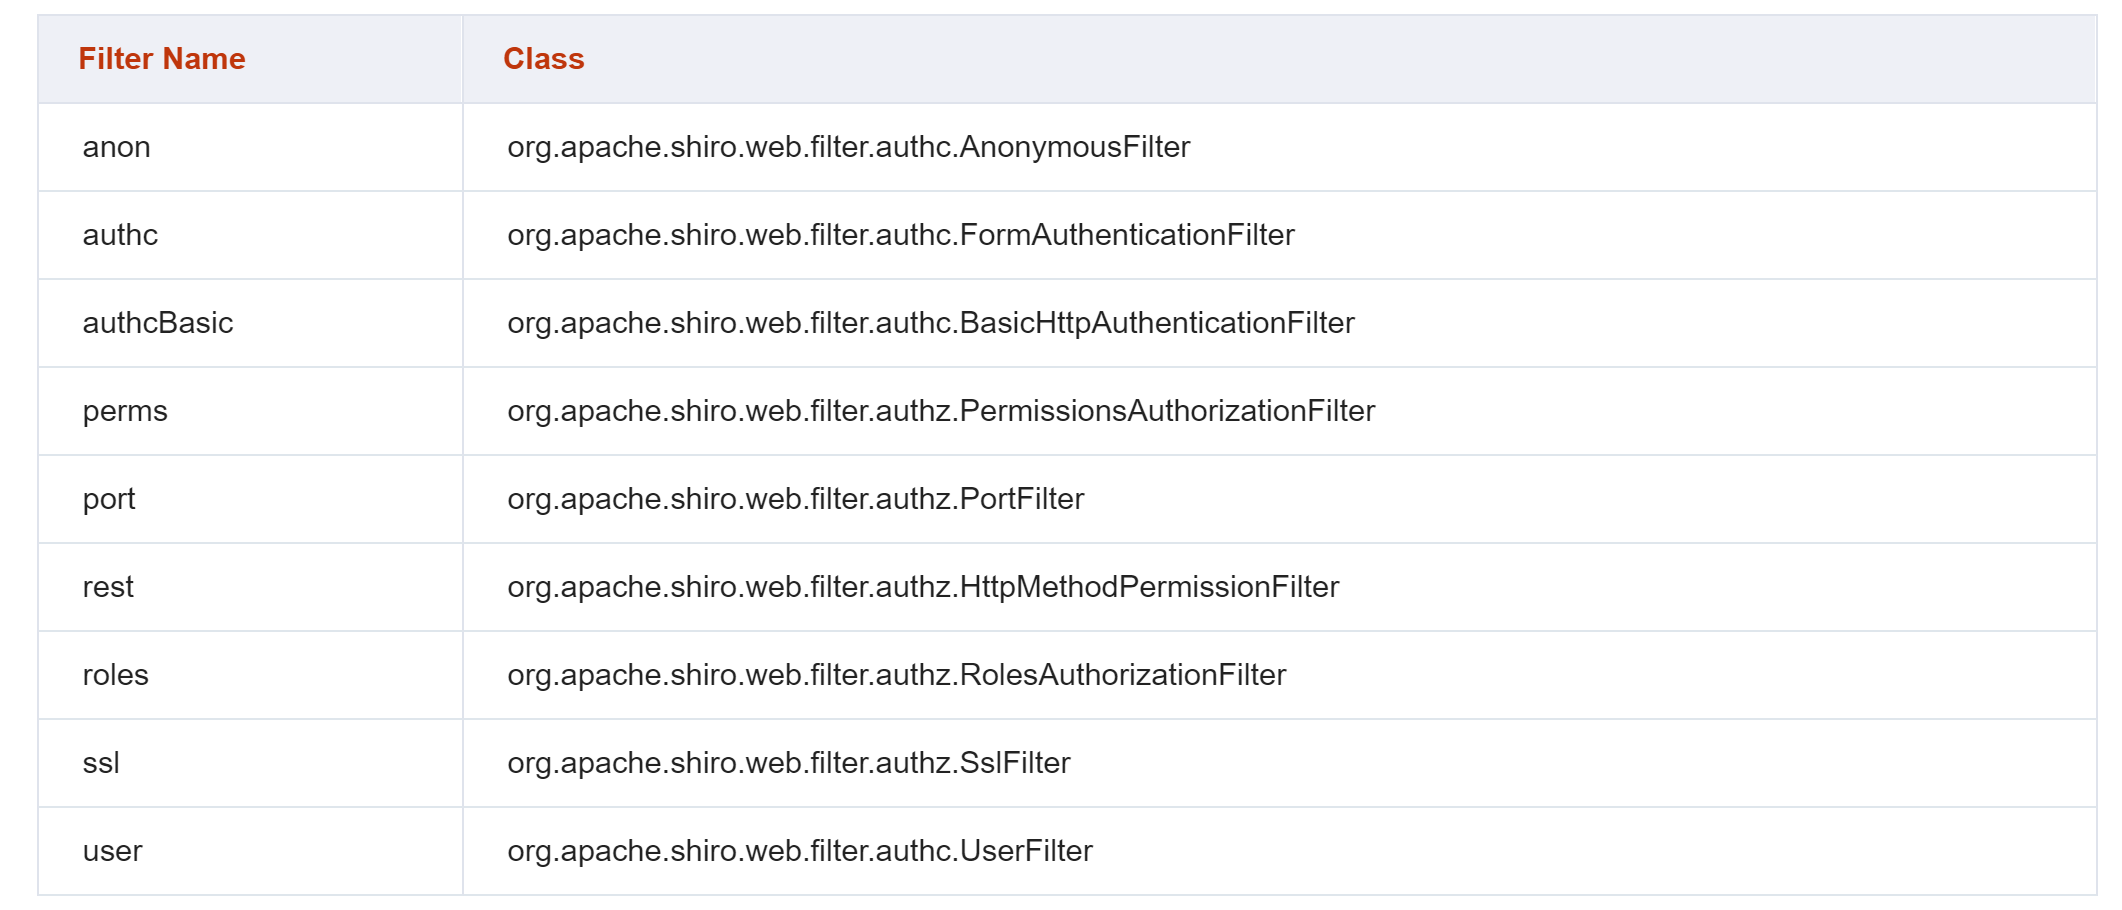 Filter Name Class
anon org.apache.shiro.web.filter.authc.AnonymousFilter
authc org.apache.shiro.web.filter.authc.FormAuthenticationFilter
authcBasic org.apache.shiro.web.filter.authc.BasicHttpAuthenticationFilter
perms org.apache.shiro.web.filter.authz.PermissionsAuthorizationFilter
port org.apache.shiro.web.filter.authz.PortFilter
rest org.apache.shiro.web.filter.authz.HttpMethodPermissionFilter
roles org.apache.shiro.web.filter.authz.RolesAuthorizationFilter
ssl org.apache.shiro.web.filter.authz.SslFilter
user org.apache.shiro.web.filter.authc.UserFilter